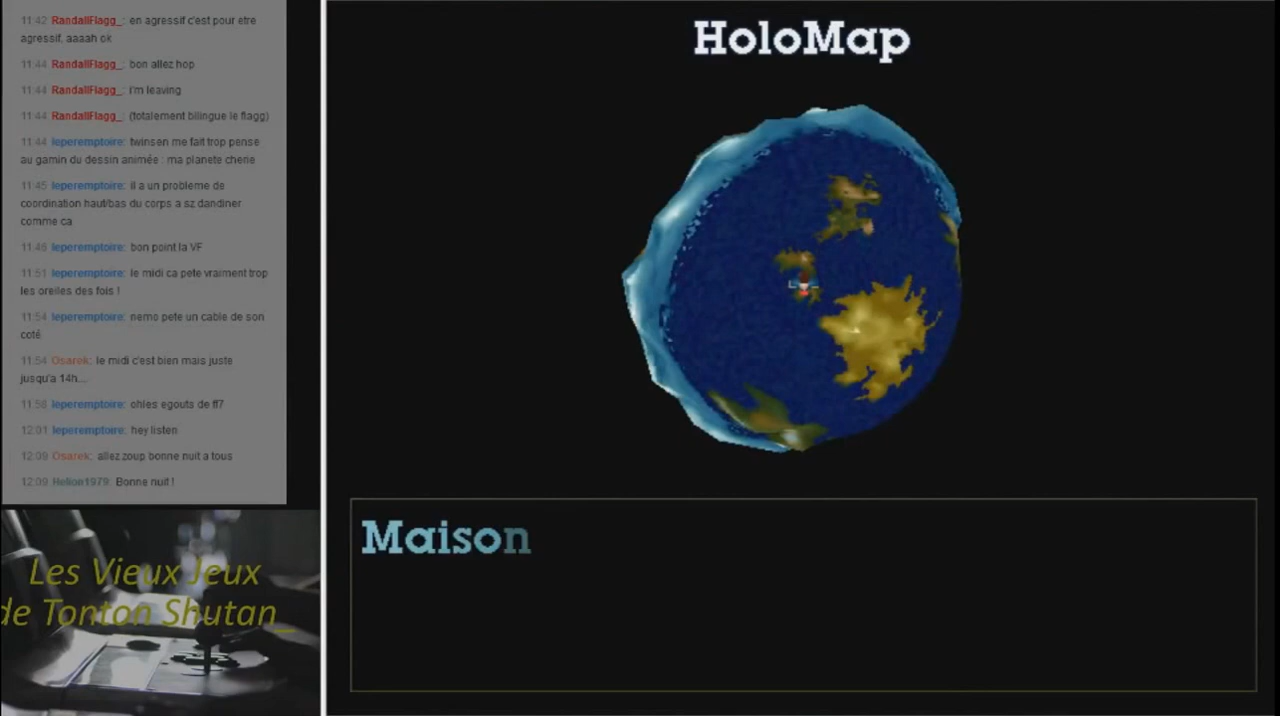 11:42 RandallFlagg_: en agressif c'est pour etre
agressif, aaaah ok
11:44 RandallFlagg_: bon allez hop
11:44 RandallFlagg_: i'm leaving
11:44 RandallFlagg_: (totalement bilingue le flagg)
11:44 leperemptoire: twinsen me fait trop pense
au gamin du dessin animée : ma planete cherie
11:45 leperemptoire: il a un probleme de
coordination haut/bas du corps a sz dandiner
comme ca
11:46 leperemptoire: bon point la VF
11:51 leperemptoire: le midi ca pete vraiment trop
les oreiles des fois !
11:54 leperemptoire: nemo pete un cable de son
coté
11:54 Osarek: le midi c'est bien mais juste
jusqu'a 14h...
11:58 leperemptoire: ohles egouts de ff7
12:01 leperemptoire: hey listen
12:09 Osarek: allez zoup bonne nuit a tous
12:09 Helion1979: Bonne nuit !
Les Vieux Jeux
de Tonton Shutan_
HoloMap
Maison